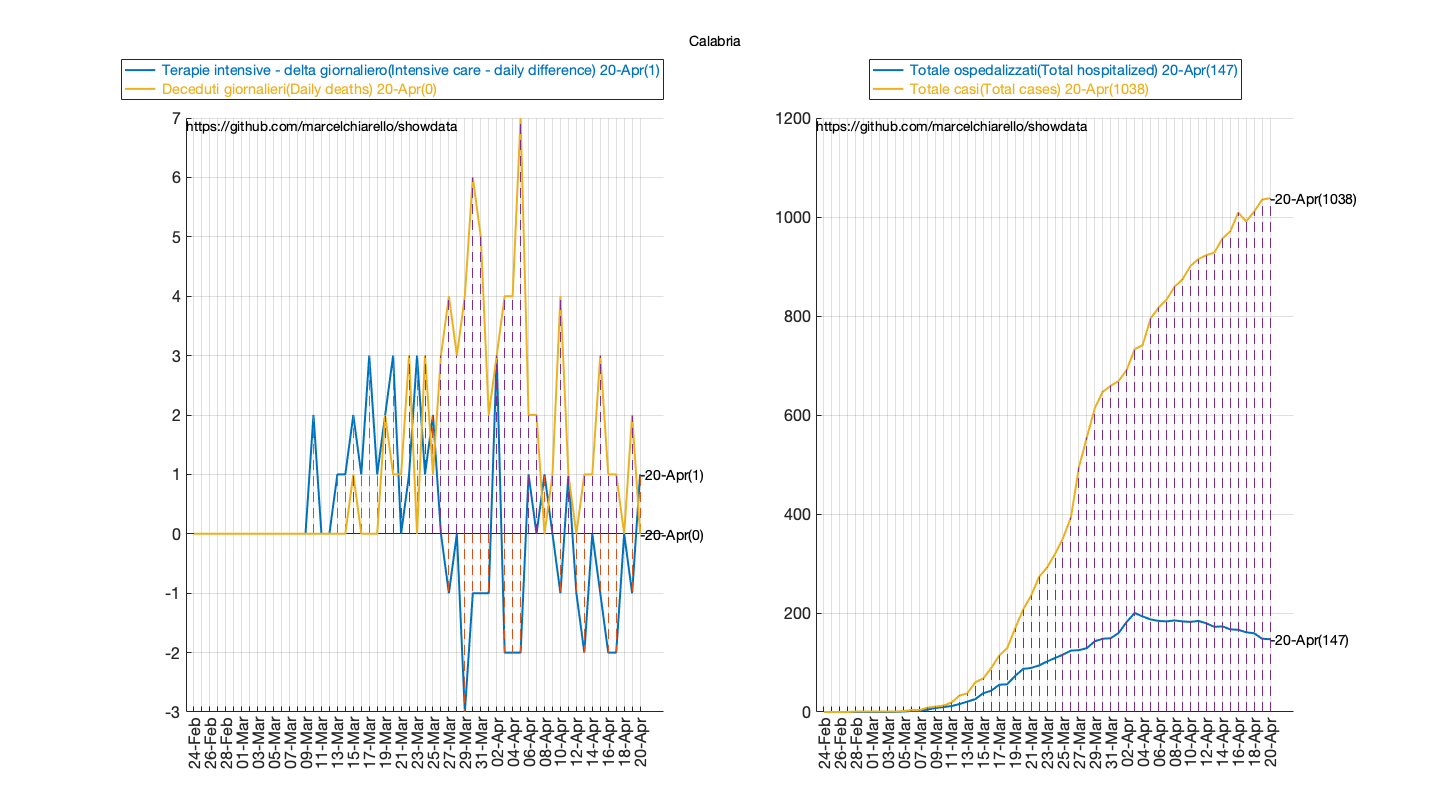 Calabria
Terapie intensive - delta giornaliero(Intensive care - daily difference) 20-Apr(1)
Deceduti giornalieri(Daily deaths) 20-Apr(0)
Totale ospedalizzati(Total hospitalized) 20-Apr(147)
Totale casi(Total cases) 20-Apr(1038)
https://github.com/marcelchiarello/showdata
7
6
5
4
3
2
1
0
-1
-2
-3
-20-Apr(1)
-20-Apr(0)
24-Feb
26-Feb
28-Feb
01-Mar
03-Mar
05-Mar
07-Mar
09-Mar
11-Mar
13-Mar
15-Mar
17-Mar
19-Mar
21-Mar
23-Mar
25-Mar
27-Mar
29-Mar
31-Mar
02-Apr
04-Apr
06-Apr
08-Apr
10-Apr
12-Apr
14-Apr
16-Apr
18-Apr
20-Apr
https://github.com/marcelchiarello/showdata
1200
1000
800
600
400
200
0
-20-Apr(1038)
-20-Apr(147)
24-Feb
26-Feb
28-Feb
01-Mar
03-Mar
05-Mar
07-Mar
09-Mar
11-Mar
13-Mar
15-Mar
17-Mar
19-Mar
21-Mar
23-Mar
25-Mar
27-Mar
29-Mar
31-Mar
02-Apr
04-Apr
06-Apr
08-Apr
10-Apr
12-Apr
14-Apr
16-Apr
18-Apr
20-Apr